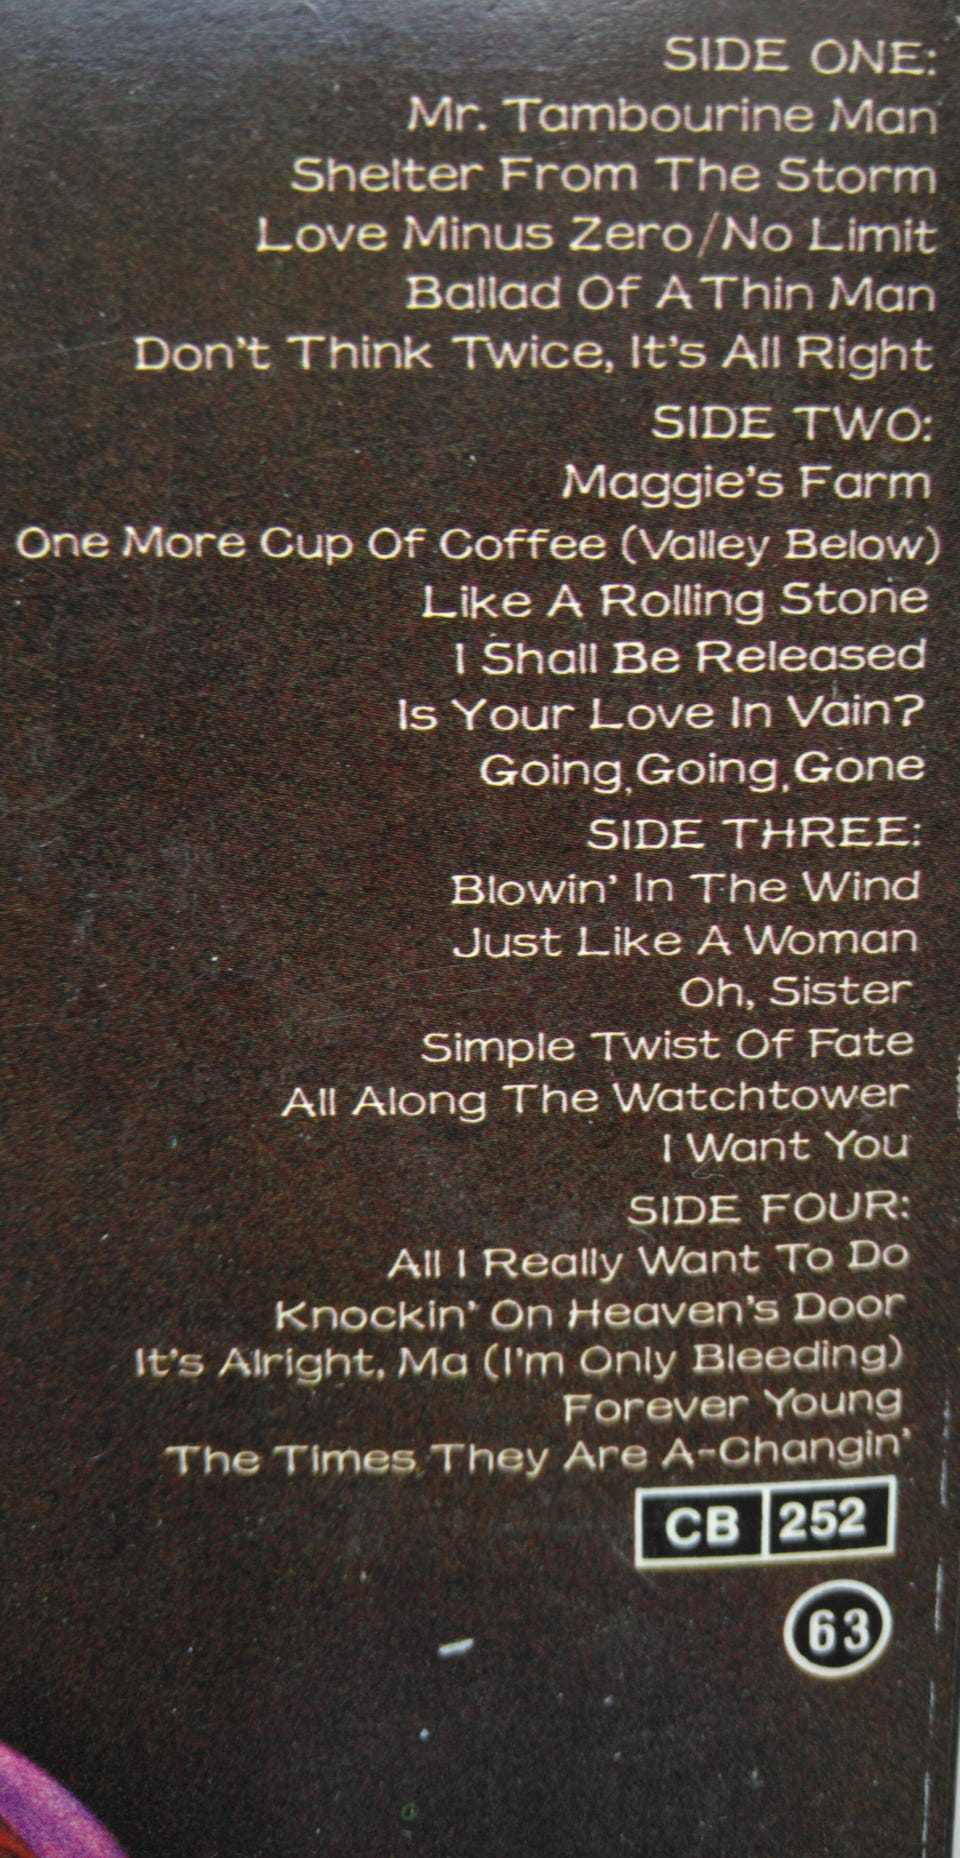 SIDE ONE:
Mr. Tambourine Man
Shelter From The Storm
Love Minus Zero/No Limit
Ballad Of A Thin Man
Don't Think Twice, It's All Right
SIDE TWO:
Maggie's Farm
One More Cup Of Coffee (Valley Below)
Like A Rolling Stone
I Shall Be Released
Is Your Love In Vain?
Going, Going, Gone
SIDE THREE:
Blowin' In The Wind
Just Like A Woman
Oh, Sister
Simple Twist Of Fate
All Along The Watchtower
I Want You
SIDE FOUR:
All I Really Want To Do
Knockin' On Heaven's Door
It's Alright, Ma (I'm Only Bleeding)
Forever Young
The Times They Are A-Changin'
CB 252
63